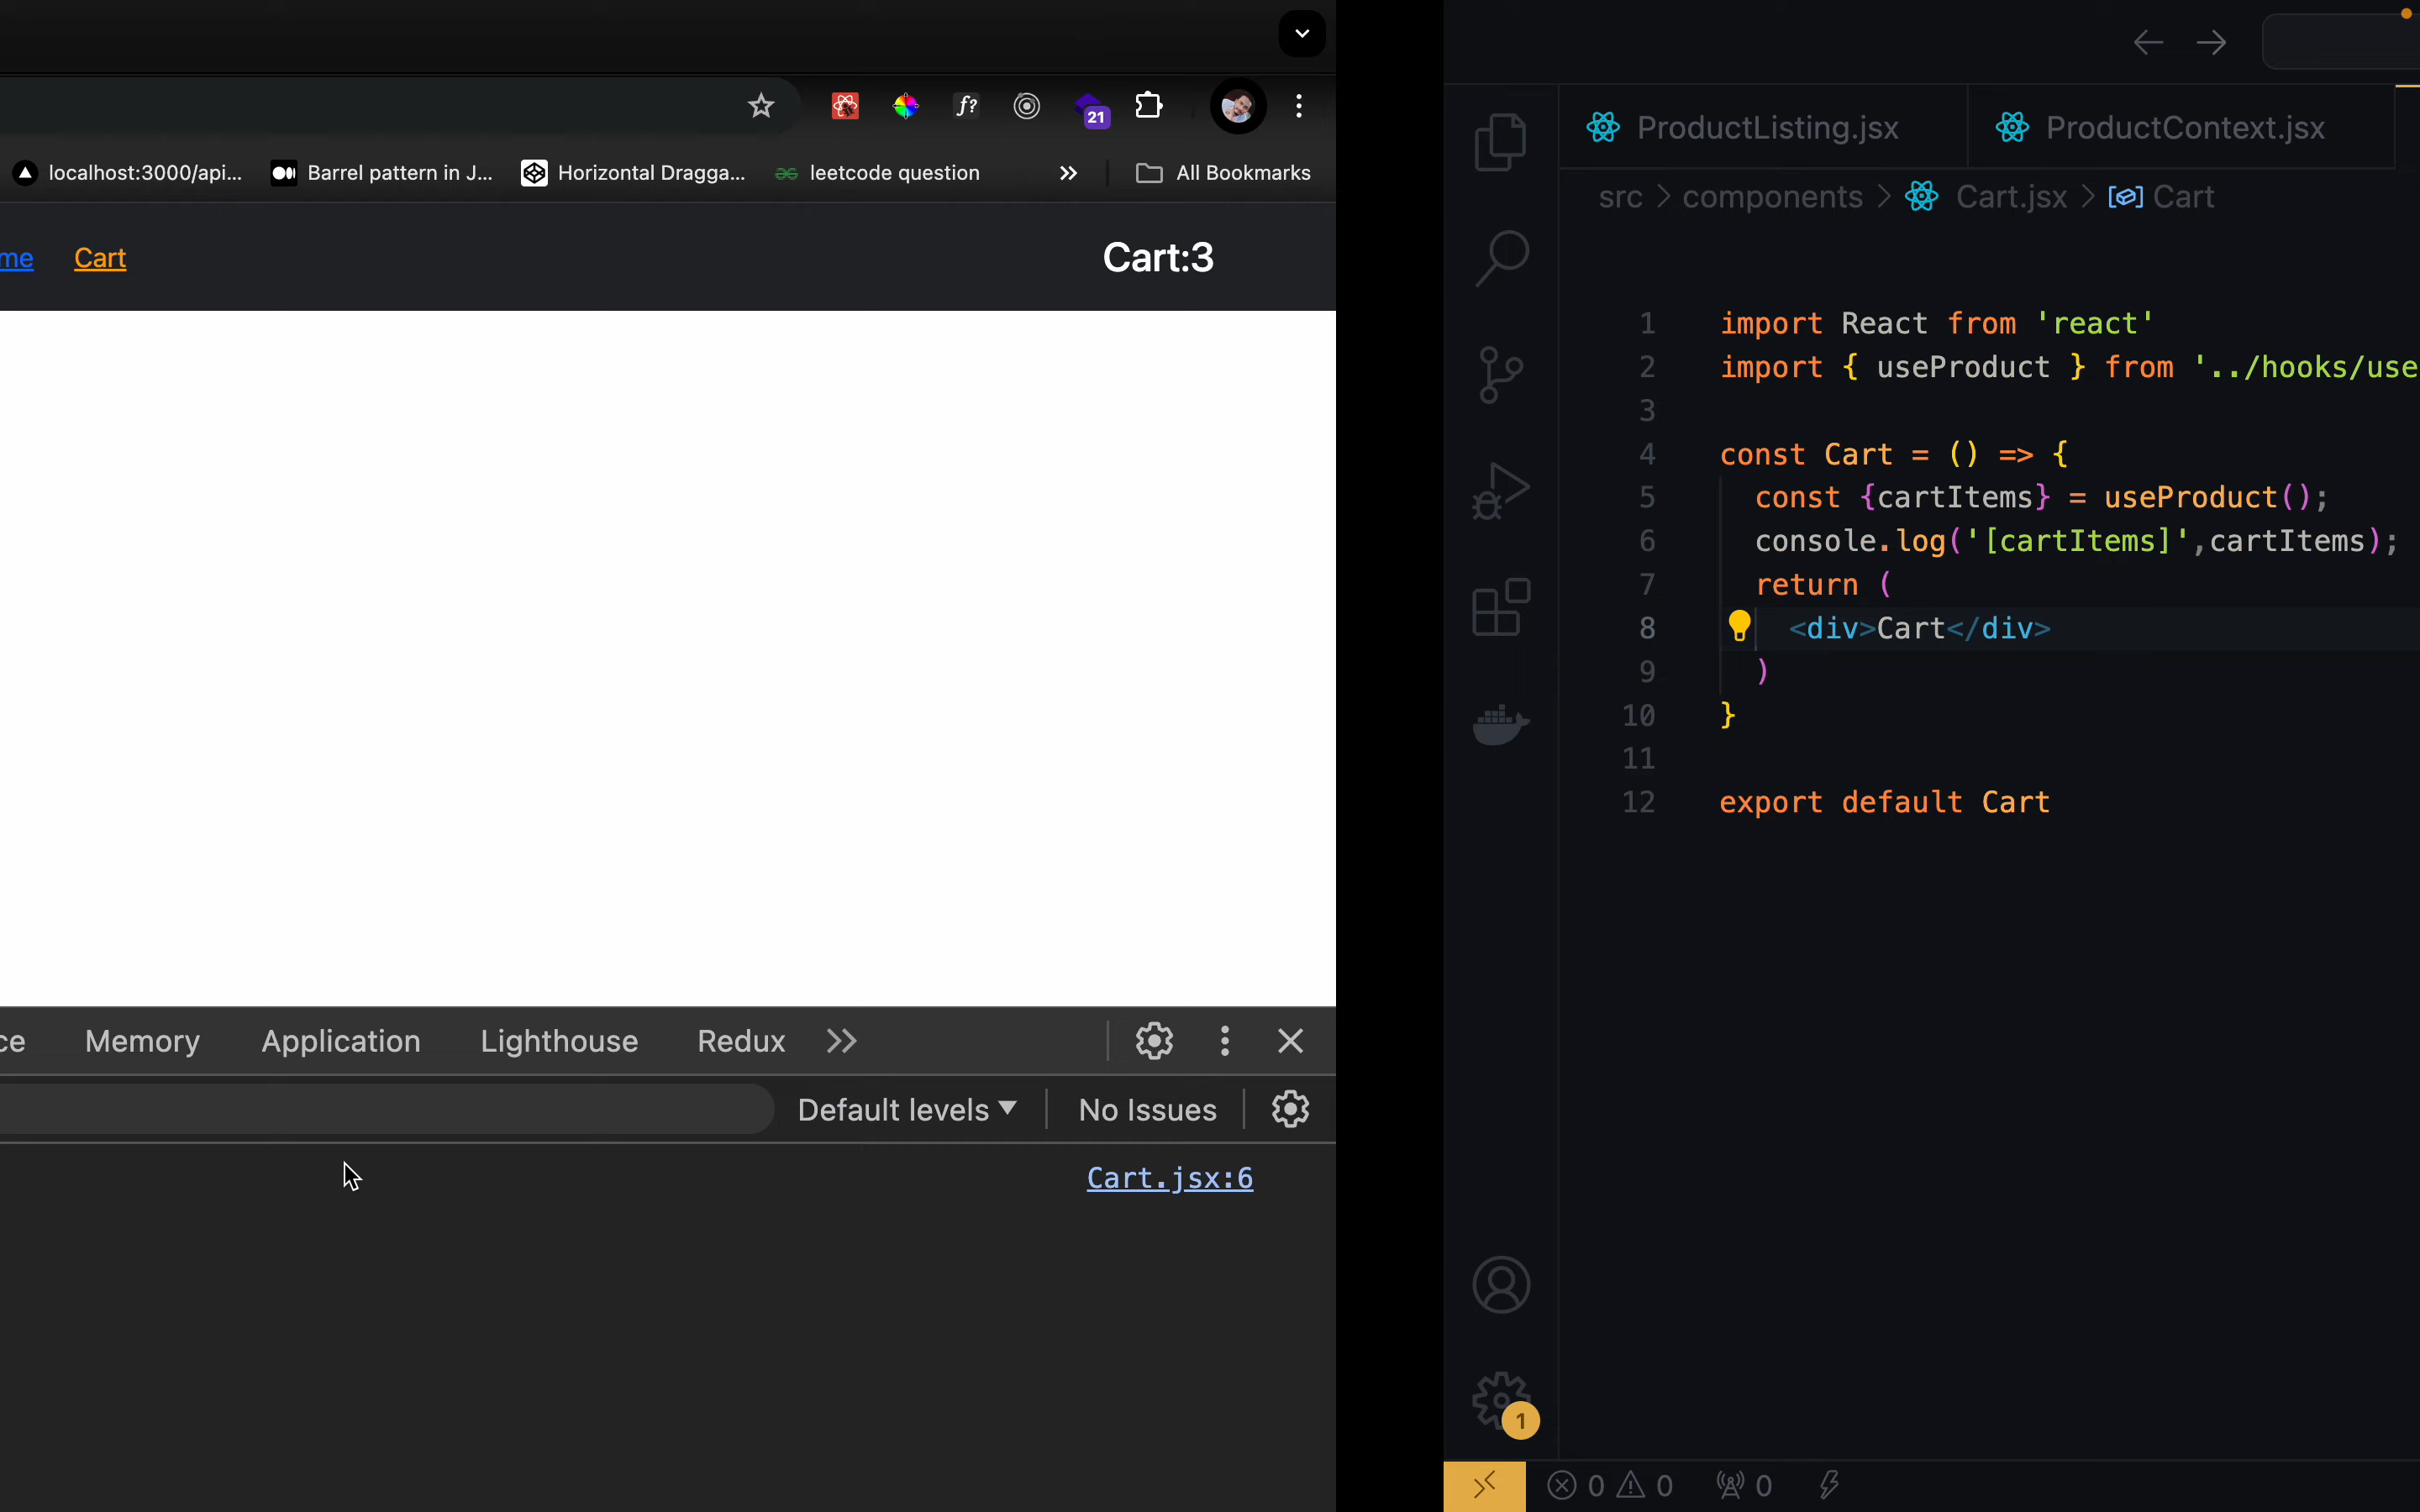 f?
21
localhost:3000/api...
Barrel pattern in J...
Horizontal Dragga...
leetcode question
All Bookmarks
me
Cart
Cart:3
ce
Memory
Application
Lighthouse
Redux
Default levels
No Issues
Cart.jsx:6
ProductListing.jsx
ProductContext.jsx
src > components > Cart.jsx > Cart
1 import React from 'react'
2 import { useProduct } from '../hooks/use
3
4 const Cart = () => {
5 const {cartItems} = useProduct();
6 console.log('[cartItems]',cartItems);
7 return (
8 <div>Cart</div>
9 )
10 }
11
12 export default Cart
1
0 0 0